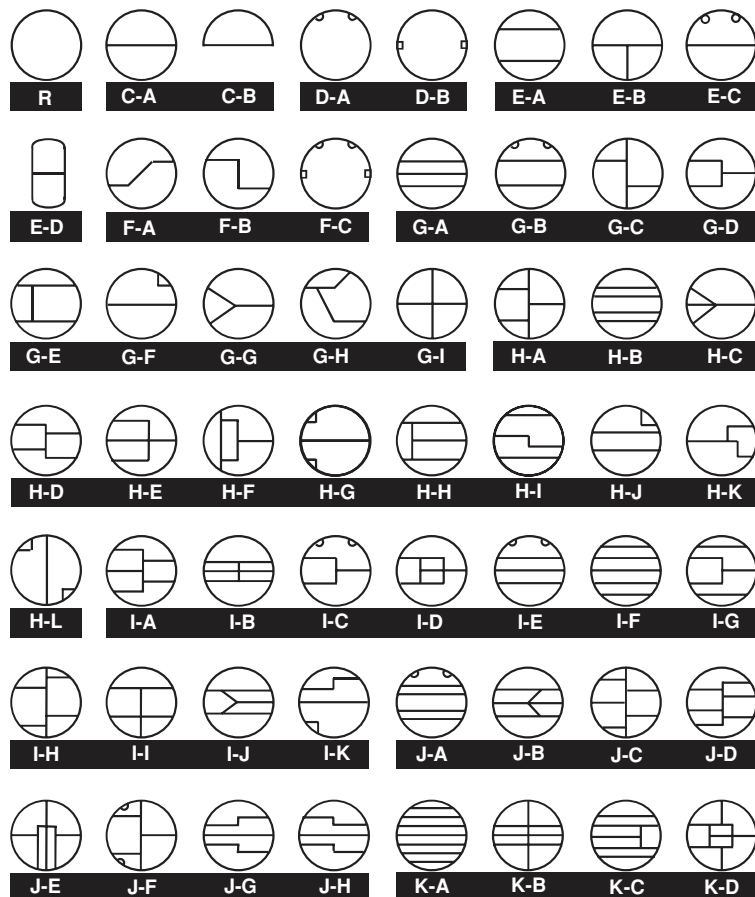 R C-A C-B D-A D-B E-A E-B E-C
E-D F-A F-B F-C G-A G-B G-C G-D
G-E G-F G-G G-H G-I H-A H-B H-C
H-D H-E H-F H-G H-H H-I H-J H-K
H-L I-A I-B I-C I-D I-E I-F I-G
I-H I-I I-J I-K J-A J-B J-C J-D
J-E J-F J-G J-H K-A K-B K-C K-D